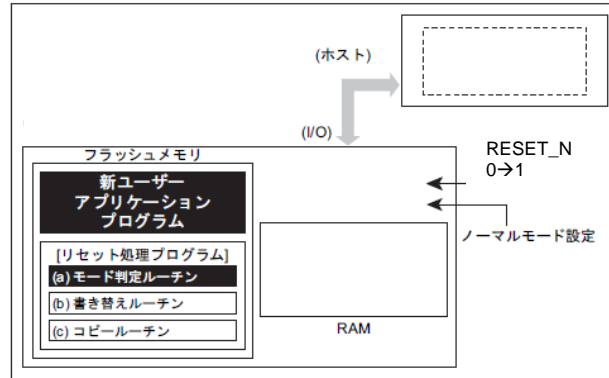 (ホスト)
(I/O)
RESET_N
0→1
ノーマルモード設定
フラッシュメモリ
新ユーザー
アプリケーション
プログラム
[リセット処理プログラム]
(a) モード判定ルーチン
(b) 書き替えルーチン
(c) コピールーチン
RAM